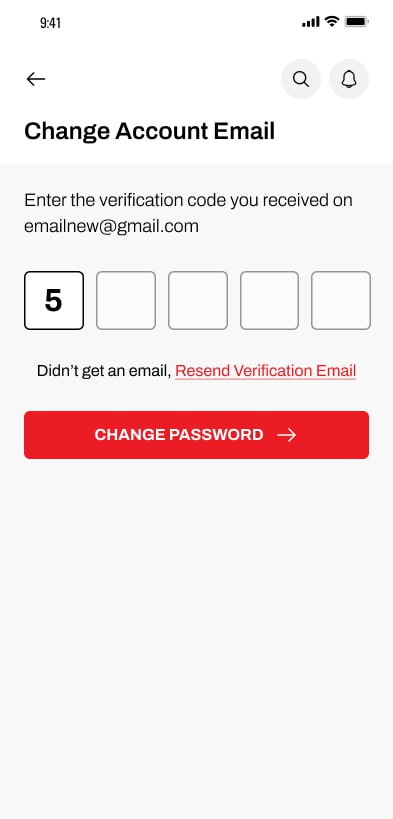 9:41
Change Account Email
Enter the verification code you received on
emailnew@gmail.com
5
Didn’t get an email, Resend Verification Email
CHANGE PASSWORD